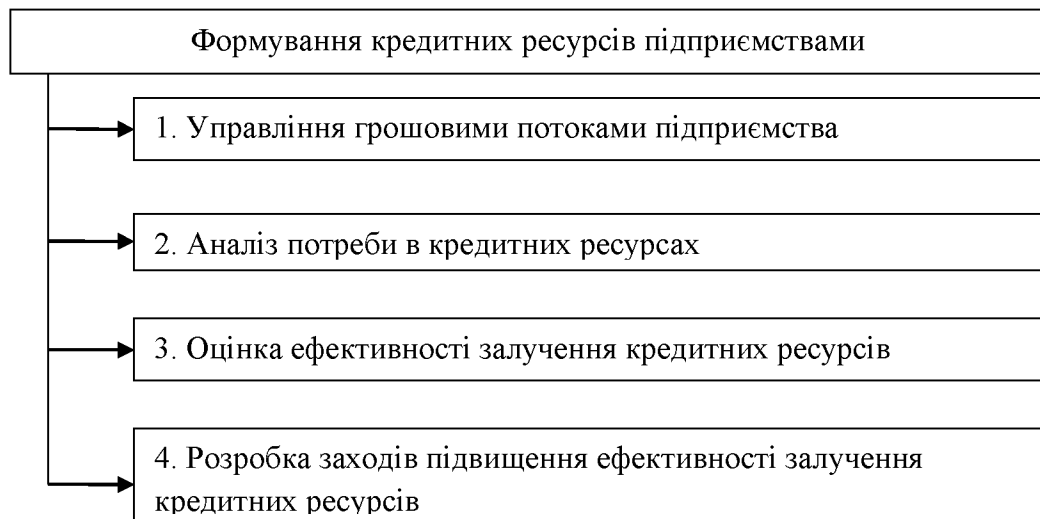 Формування кредитних ресурсів підприємствами
1. Управління грошовими потоками підприємства
2. Аналіз потреби в кредитних ресурсах
3. Оцінка ефективності залучення кредитних ресурсів
4. Розробка заходів підвищення ефективності залучення
кредитних ресурсів